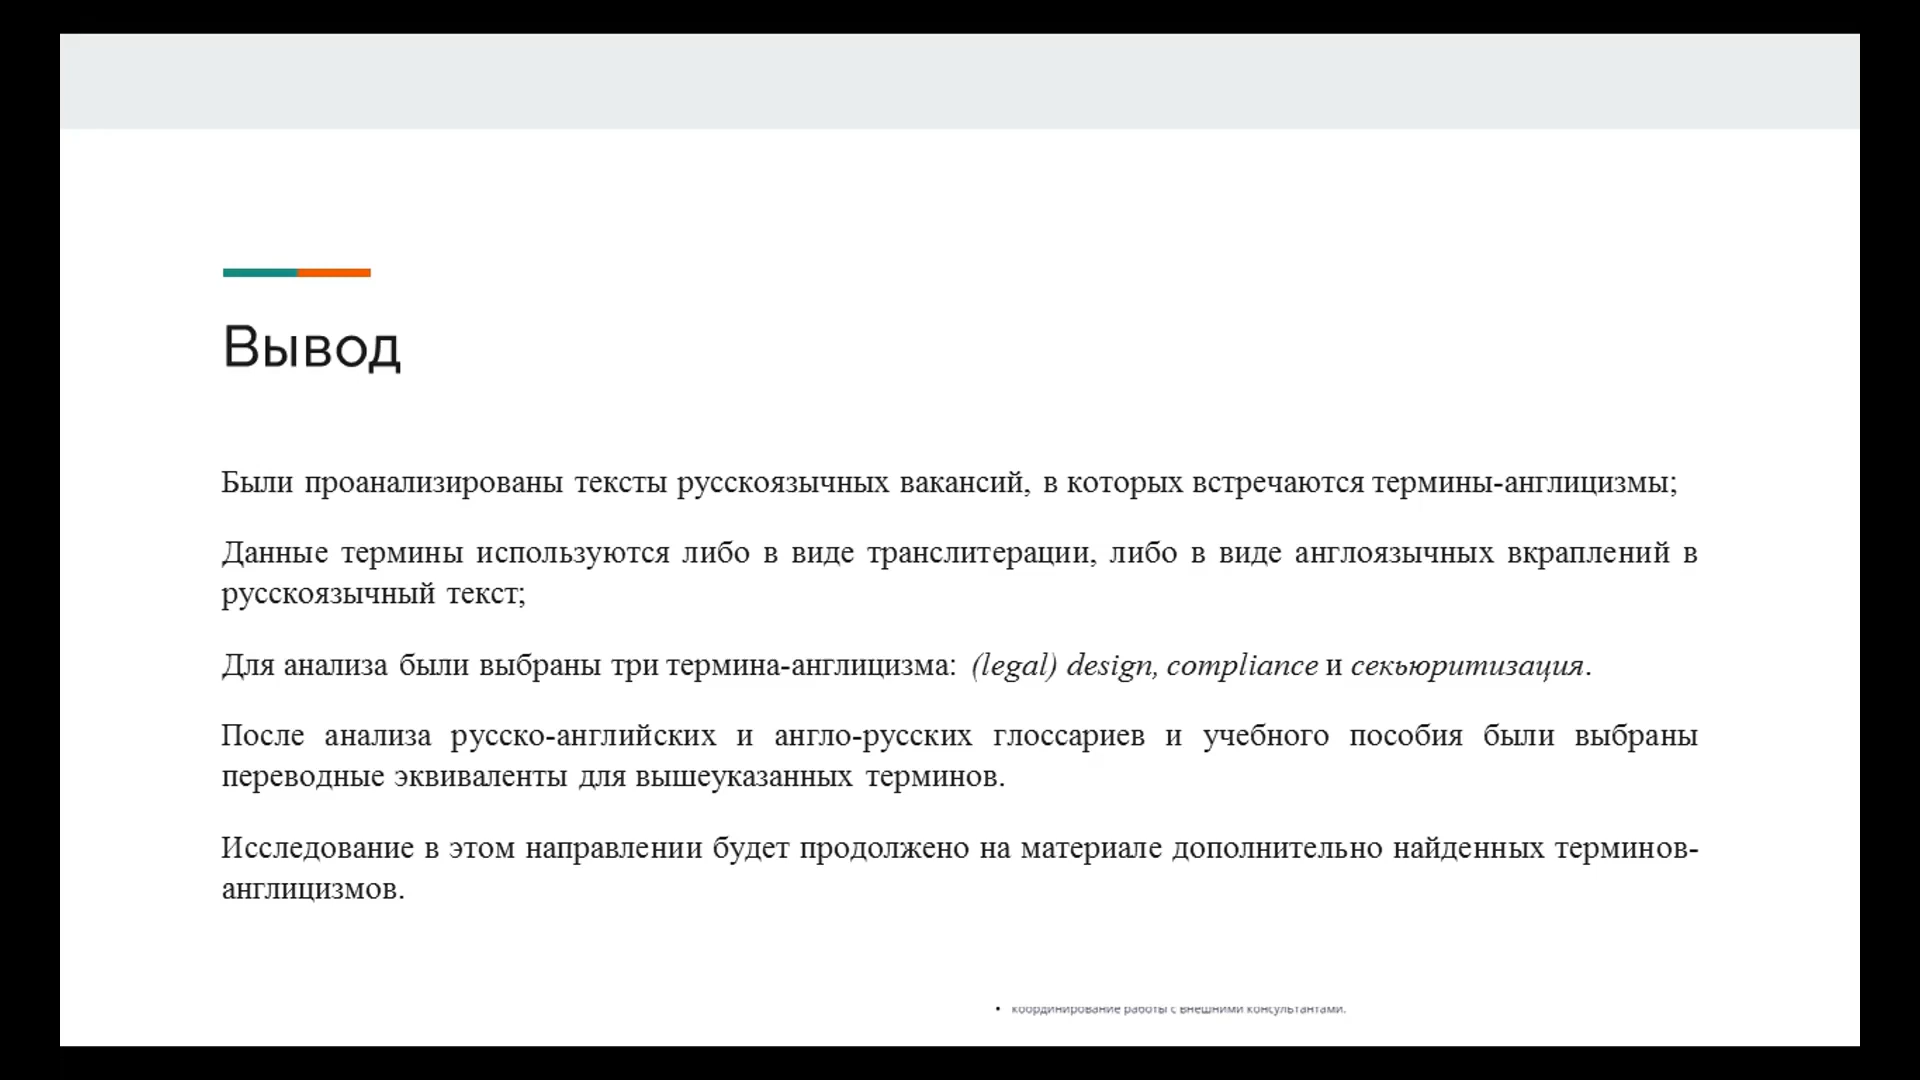 Вывод
Были проанализированы тексты русскоязычных вакансий, в которых встречаются термины-англицизмы;
Данные термины используются либо в виде транслитерации, либо в виде англоязычных вкраплений в
русскоязычный текст;
Для анализа были выбраны три термина-англицизма: (legal) design, compliance и секьюритизация.
После анализа русско-английских и англо-русских глоссариев и учебного пособия были выбраны
переводные эквиваленты для вышеуказанных терминов.
Исследование в этом направлении будет продолжено на материале дополнительно найденных терминов-
англицизмов.
• координирование работы с внешними консультантами.